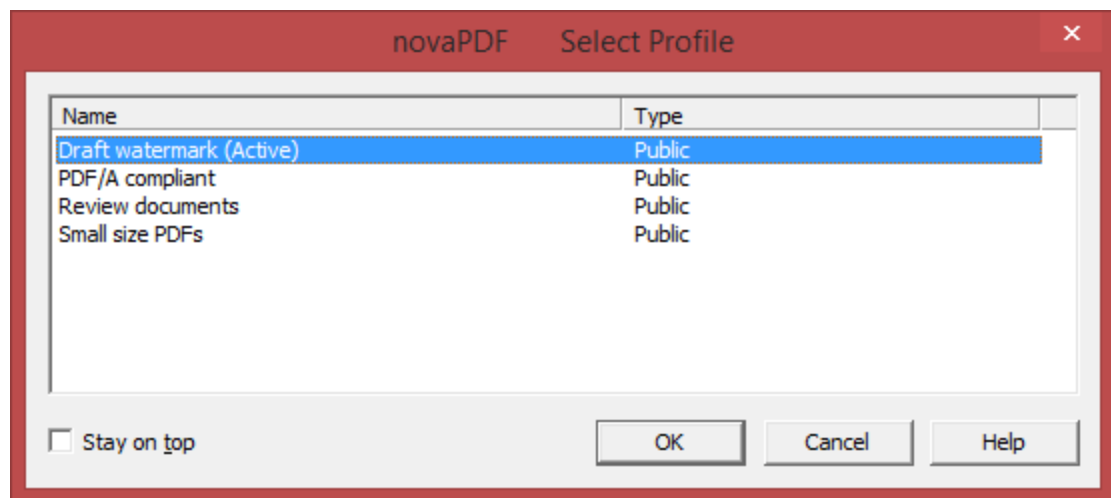 novaPDF Select Profile
Name Type
Draft watermark (Active) Public
PDF/A compliant Public
Review documents Public
Small size PDFs Public
Stay on top OK Cancel Help